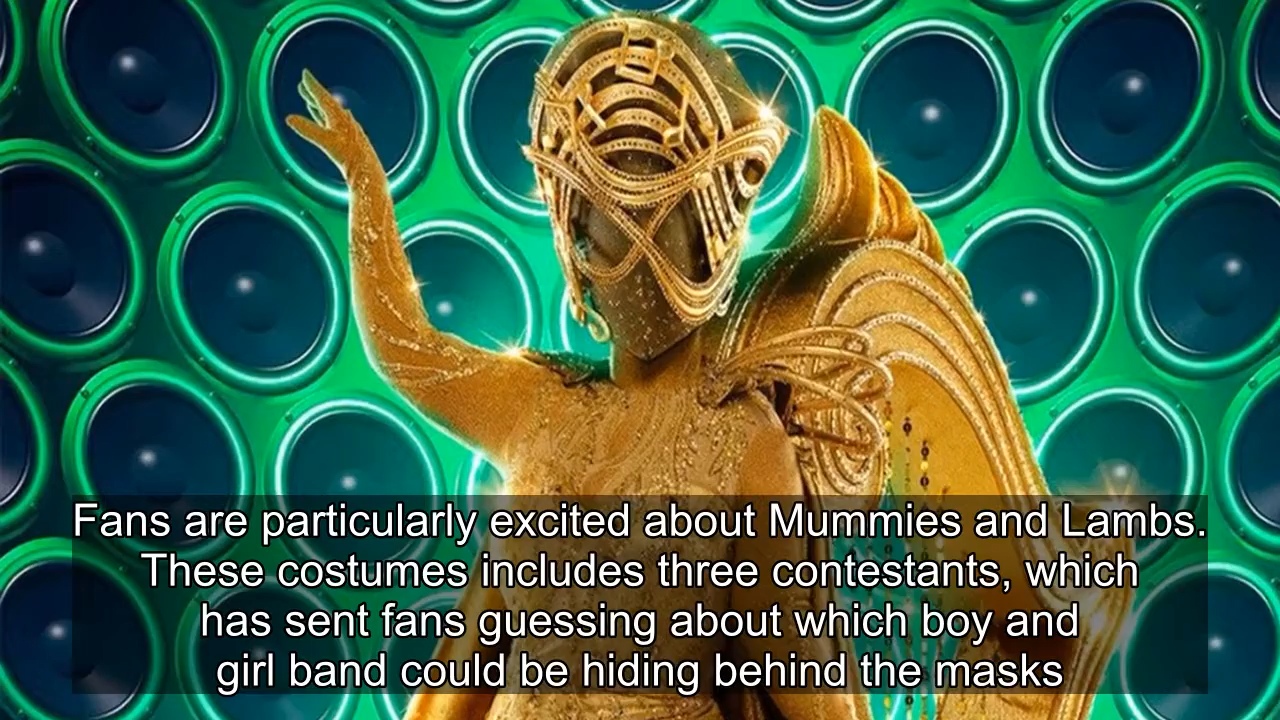 Fans are particularly excited about Mummies and Lambs.
These costumes includes three contestants, which
has sent fans guessing about which boy and
girl band could be hiding behind the masks